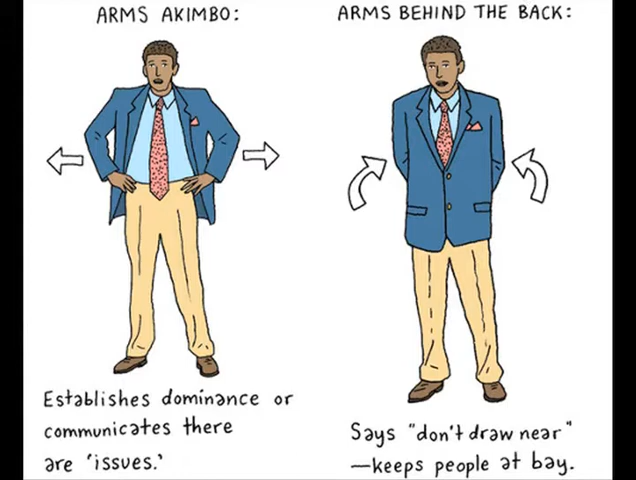 ARMS AKIMBO:
Establishes dominance or
communicates there
are 'issues.'
ARMS BEHIND THE BACK:
Says "don't draw near"
—keeps people at bay.